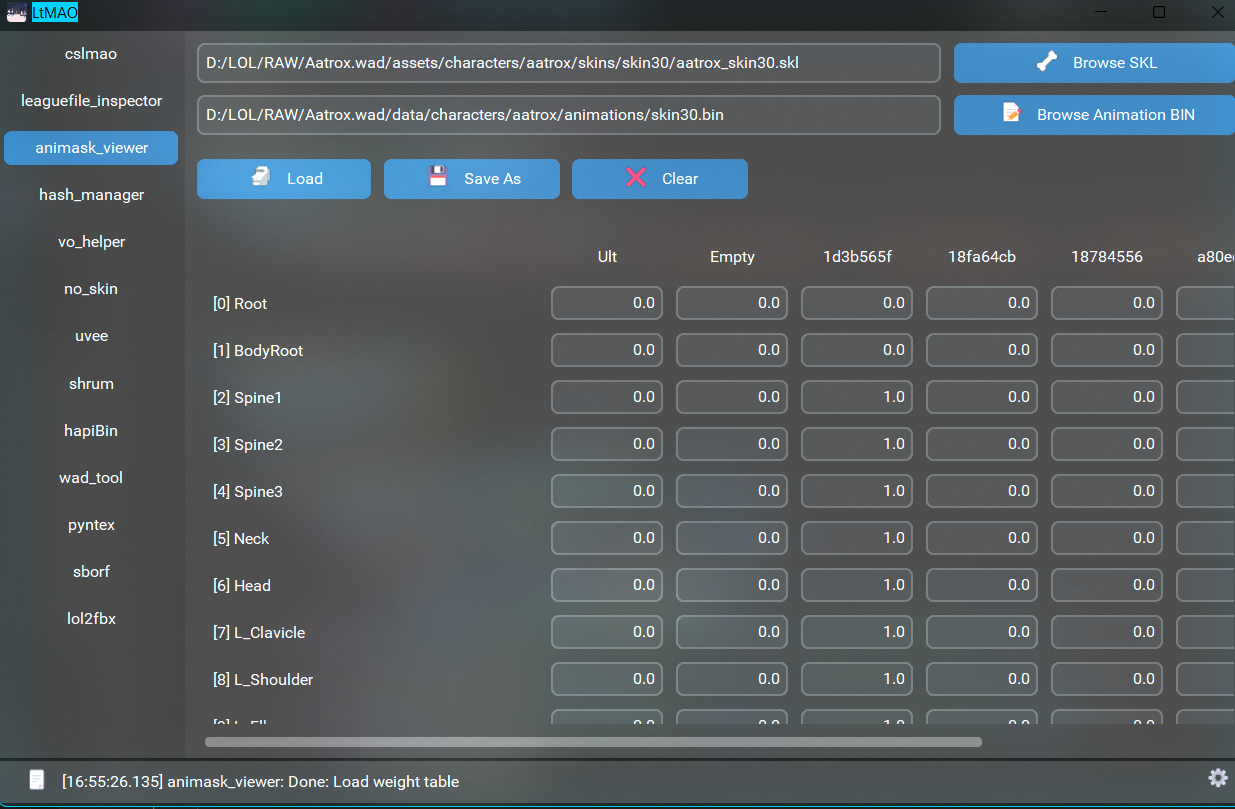 LtMAO
cslmao
leaguefile_inspector
animask_viewer
hash_manager
vo_helper
no_skin
uvee
shrum
hapiBin
wad_tool
pyntex
sborf
lol2fbx
D:/LOL/RAW/Aatrox.wad/assets/characters/aatrox/skins/skin30/aatrox_skin30.skl Browse SKL
D:/LOL/RAW/Aatrox.wad/data/characters/aatrox/animations/skin30.bin Browse Animation BIN
Load Save As Clear
Ult Empty 1d3b565f 18fa64cb 18784556
[0] Root 0.0 0.0 0.0 0.0 0.0
[1] BodyRoot 0.0 0.0 0.0 0.0 0.0
[2] Spine1 0.0 0.0 1.0 0.0 0.0
[3] Spine2 0.0 0.0 1.0 0.0 0.0
[4] Spine3 0.0 0.0 1.0 0.0 0.0
[5] Neck 0.0 0.0 1.0 0.0 0.0
[6] Head 0.0 0.0 1.0 0.0 0.0
[7] L_Clavicle 0.0 0.0 1.0 0.0 0.0
[8] L_Shoulder 0.0 0.0 1.0 0.0 0.0
[16:55:26.135] animask_viewer: Done: Load weight table